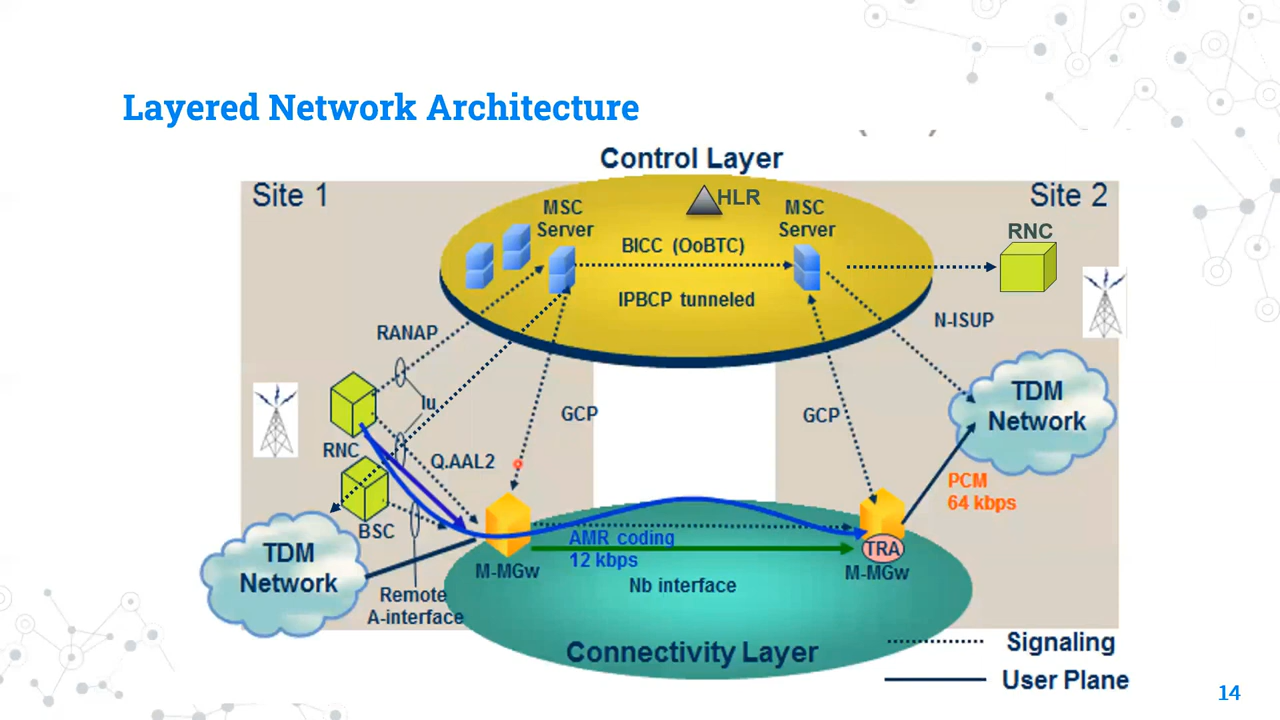 Layered Network Architecture
Control Layer
Site 1
Site 2
HLR
MSC
Server
MSC
Server
RNC
BICC (OoBTC)
IPBCP tunneled
N-ISUP
RANAP
Iu
GCP
GCP
TDM
Network
RNC
Q.AAL2
PCM
64 kbps
BSC
AMR coding
12 kbps
TRA
TDM
Network
M-MGw
M-MGw
Nb interface
Remote
A-interface
Connectivity Layer
Signaling
User Plane
14